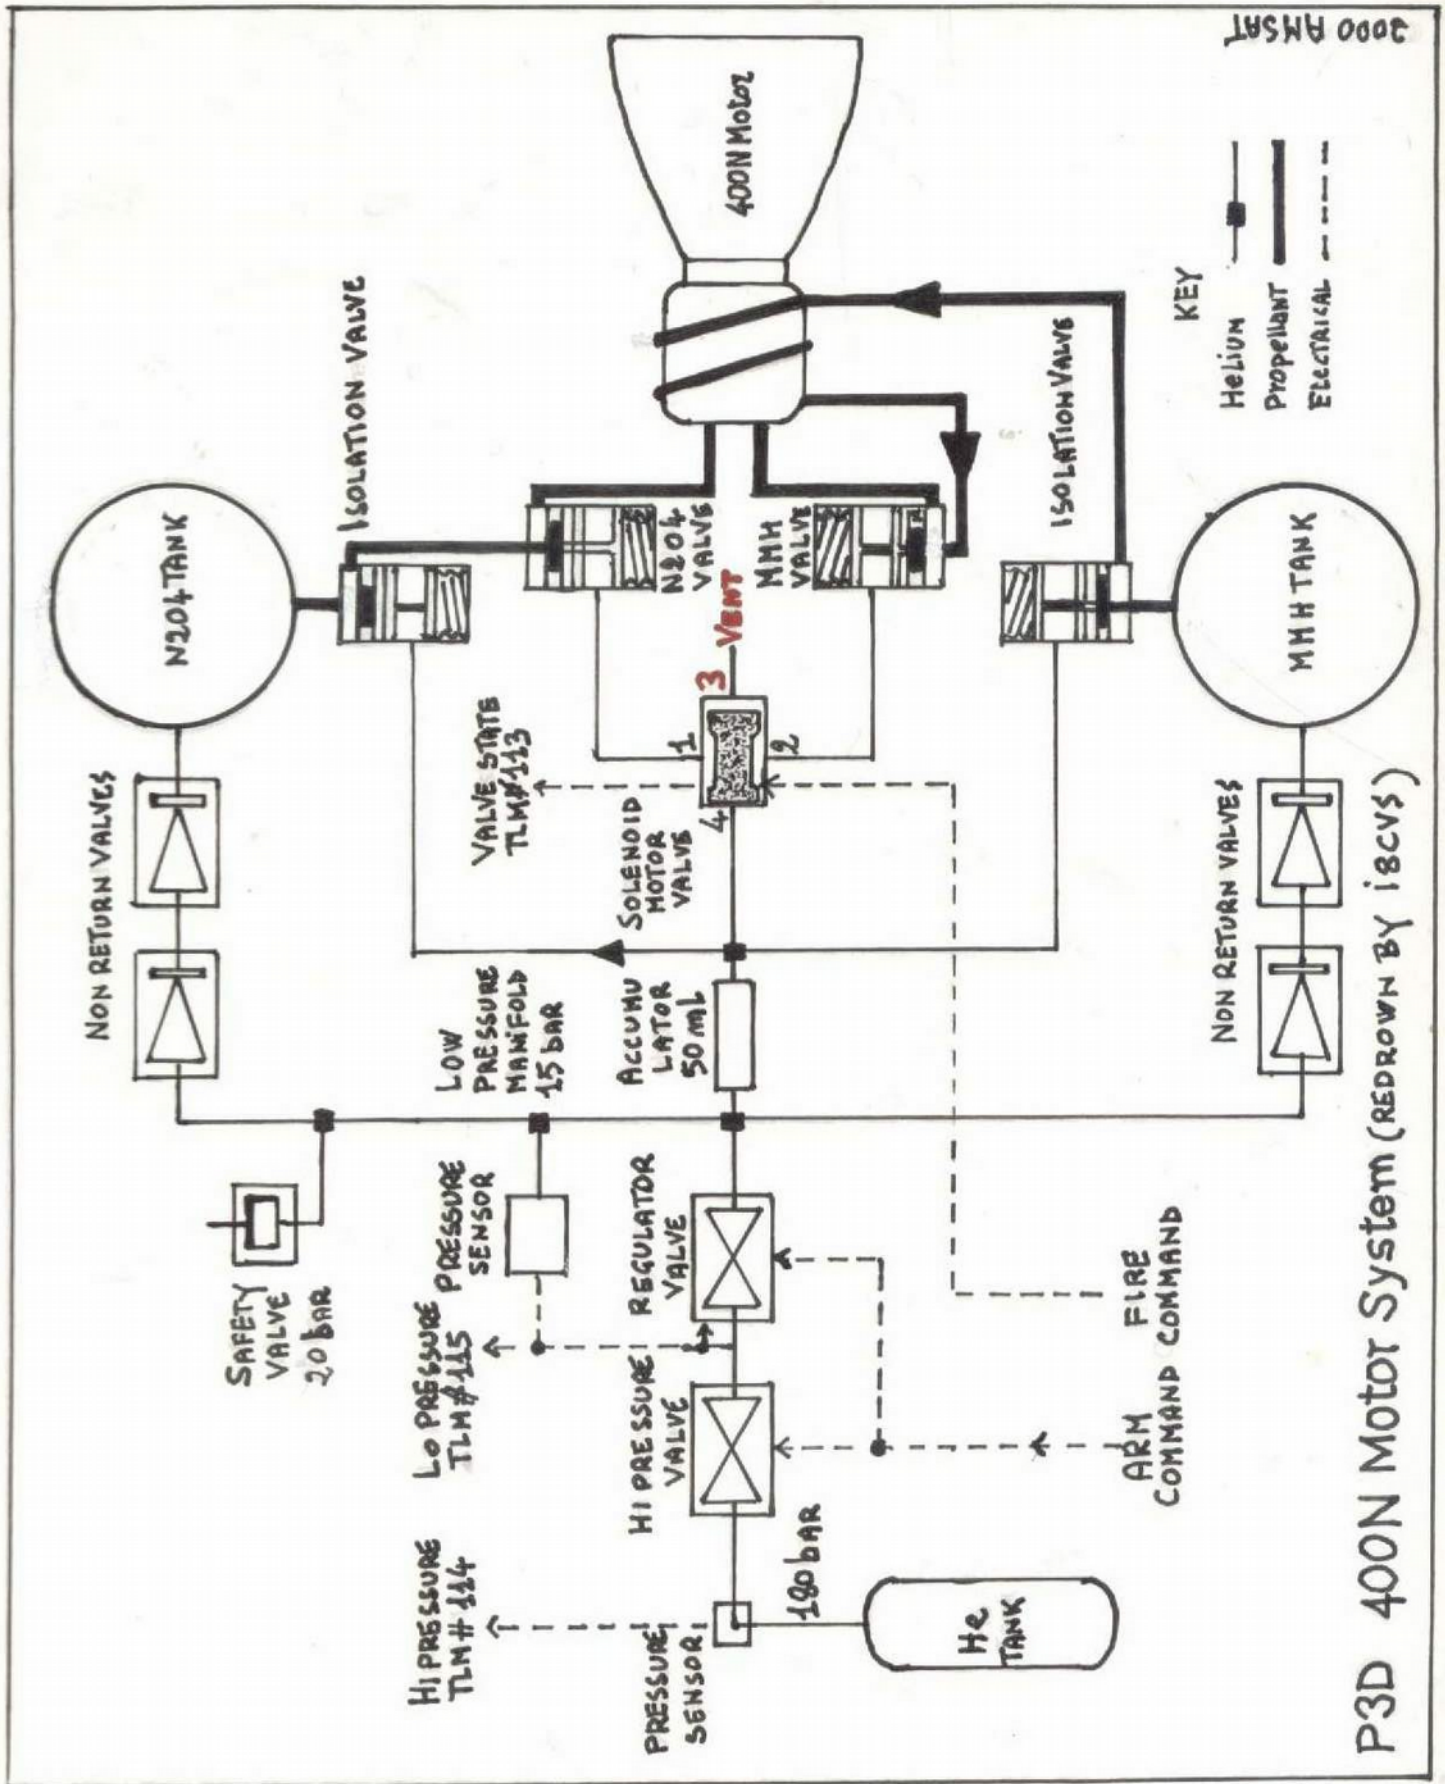 N2O4 TANK
NON RETURN VALVES
SAFETY
VALVE
20 bAR
ISOLATION VALVE
HI PRESSURE
TLM# 114
LO PRESSURE
TLM#115
PRESSURE
SENSOR
LOW
PRESSURE
MANiFOLD
15 bAR
VALVE STATE
TLM#113
PRESSURE
SENSOR
HI PRESSURE
VALVE
REGULATOR
VALVE
ACCUMU
LATOR
50 mL
SOLENOID
MOTOR
VALVE
1
2
3
4
VENT
N2O4
VALVE
MMH
VALVE
400N MOTOR
180 bAR
He
TANK
ISOLATION VALVE
ARM
COMMAND
FIRE
COMMAND
MMH TANK
NON RETURN VALVES
KEY
HeLiUM
PROpeLLANT
ELECTRICAL
P3D 400N MOTOR System (REDROWN BY i8CVS)
2000 AMSAT